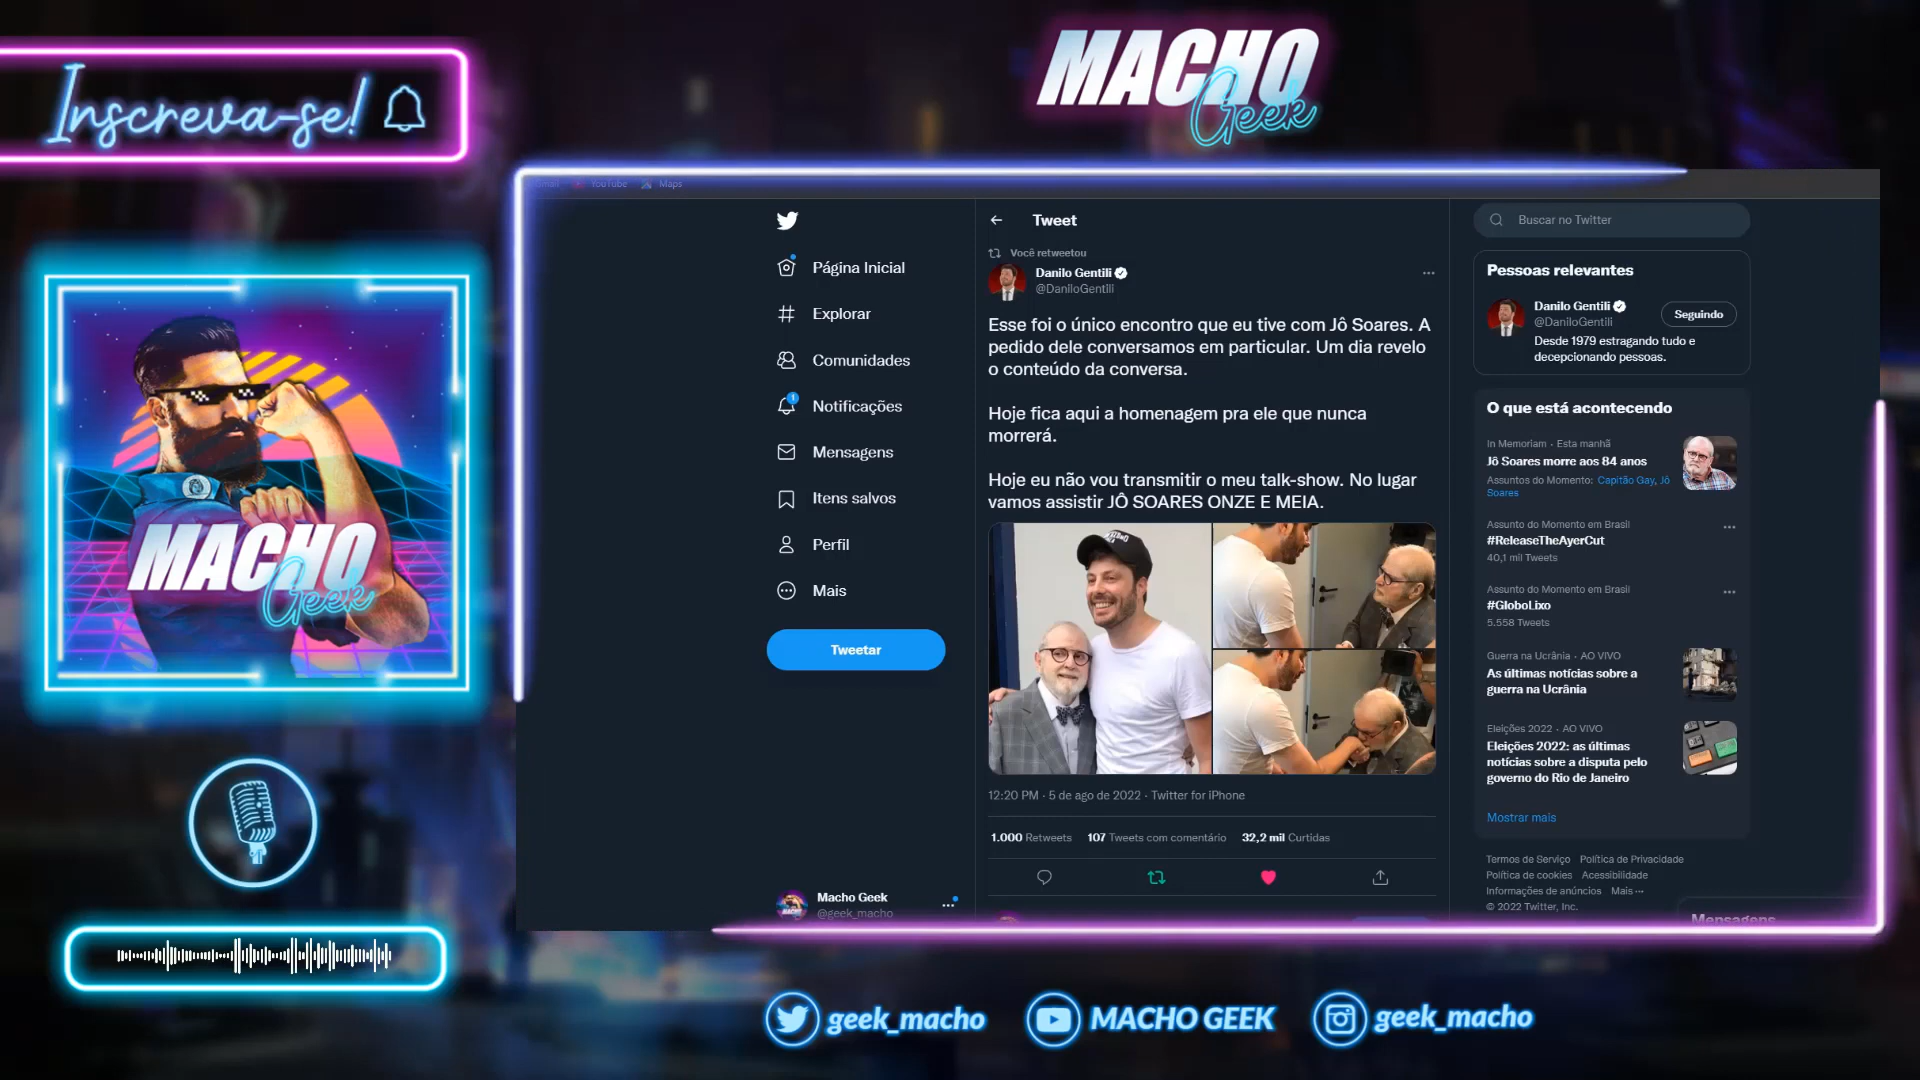 Inscreva-se!
MACHO
Geek
Gmail YouTube Maps
Tweet
Buscar no Twitter
Você retweetou
Danilo Gentili
@DaniloGentili
Esse foi o único encontro que eu tive com Jô Soares. A
pedido dele conversamos em particular. Um dia revelo
o conteúdo da conversa.
Hoje fica aqui a homenagem pra ele que nunca
morrerá.
Hoje eu não vou transmitir o meu talk-show. No lugar
vamos assistir JÔ SOARES ONZE E MEIA.
12:20 PM · 5 de ago de 2022 · Twitter for iPhone
1.000 Retweets 107 Tweets com comentário 32,2 mil Curtidas
Página Inicial
Explorar
Comunidades
1
Notificações
Mensagens
Itens salvos
Perfil
Mais
Tweetar
Macho Geek
@geek_macho
Pessoas relevantes
Danilo Gentili
@DaniloGentili
Seguindo
Desde 1979 estragando tudo e
decepcionando pessoas.
O que está acontecendo
In Memoriam · Esta manhã
Jô Soares morre aos 84 anos
Assuntos do Momento: Capitão Gay, Jô
Soares
Assunto do Momento em Brasil
#ReleaseTheAyerCut
40,1 mil Tweets
Assunto do Momento em Brasil
#GloboLixo
5.558 Tweets
Guerra na Ucrânia · AO VIVO
As últimas notícias sobre a
guerra na Ucrânia
Eleições 2022 · AO VIVO
Eleições 2022: as últimas
notícias sobre a disputa pelo
governo do Rio de Janeiro
Mostrar mais
Termos de Serviço Política de Privacidade
Política de cookies Acessibilidade
Informações de anúncios Mais ···
© 2022 Twitter, Inc.
Mensagens
MACHO
Geek
geek_macho
MACHO GEEK
geek_macho